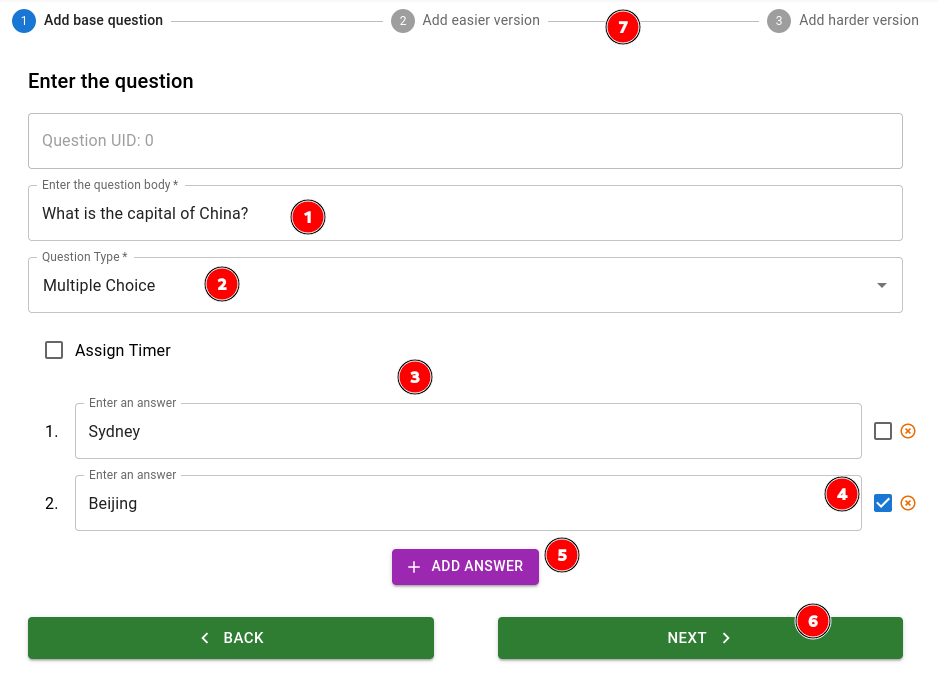 1 Add base question 2 Add easier version 7 3 Add harder version
Enter the question
Question UID: 0
Enter the question body *
What is the capital of China? 1
Question Type *
Multiple Choice 2
Assign Timer
3
Enter an answer
1. Sydney
Enter an answer
2. Beijing 4
+ ADD ANSWER 5
BACK NEXT 6